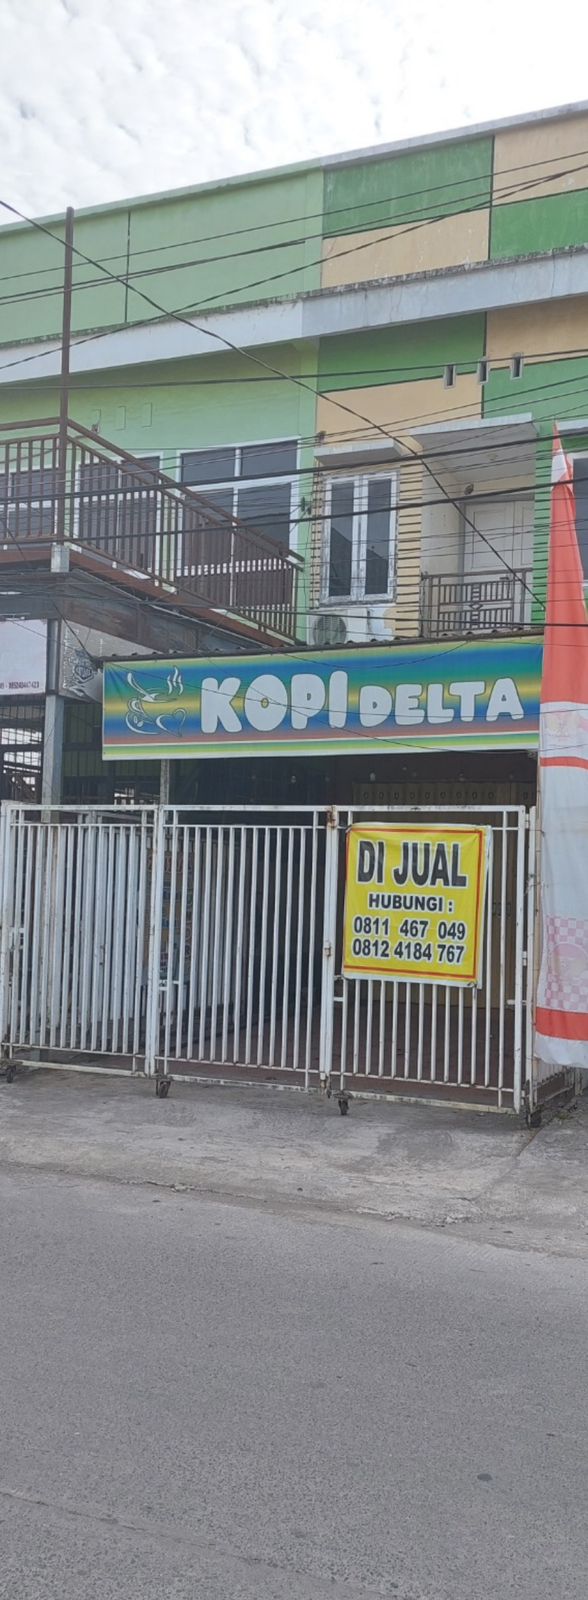 KOPI DELTA
DI JUAL
HUBUNGI :
0811 467 049
0812 4184 767